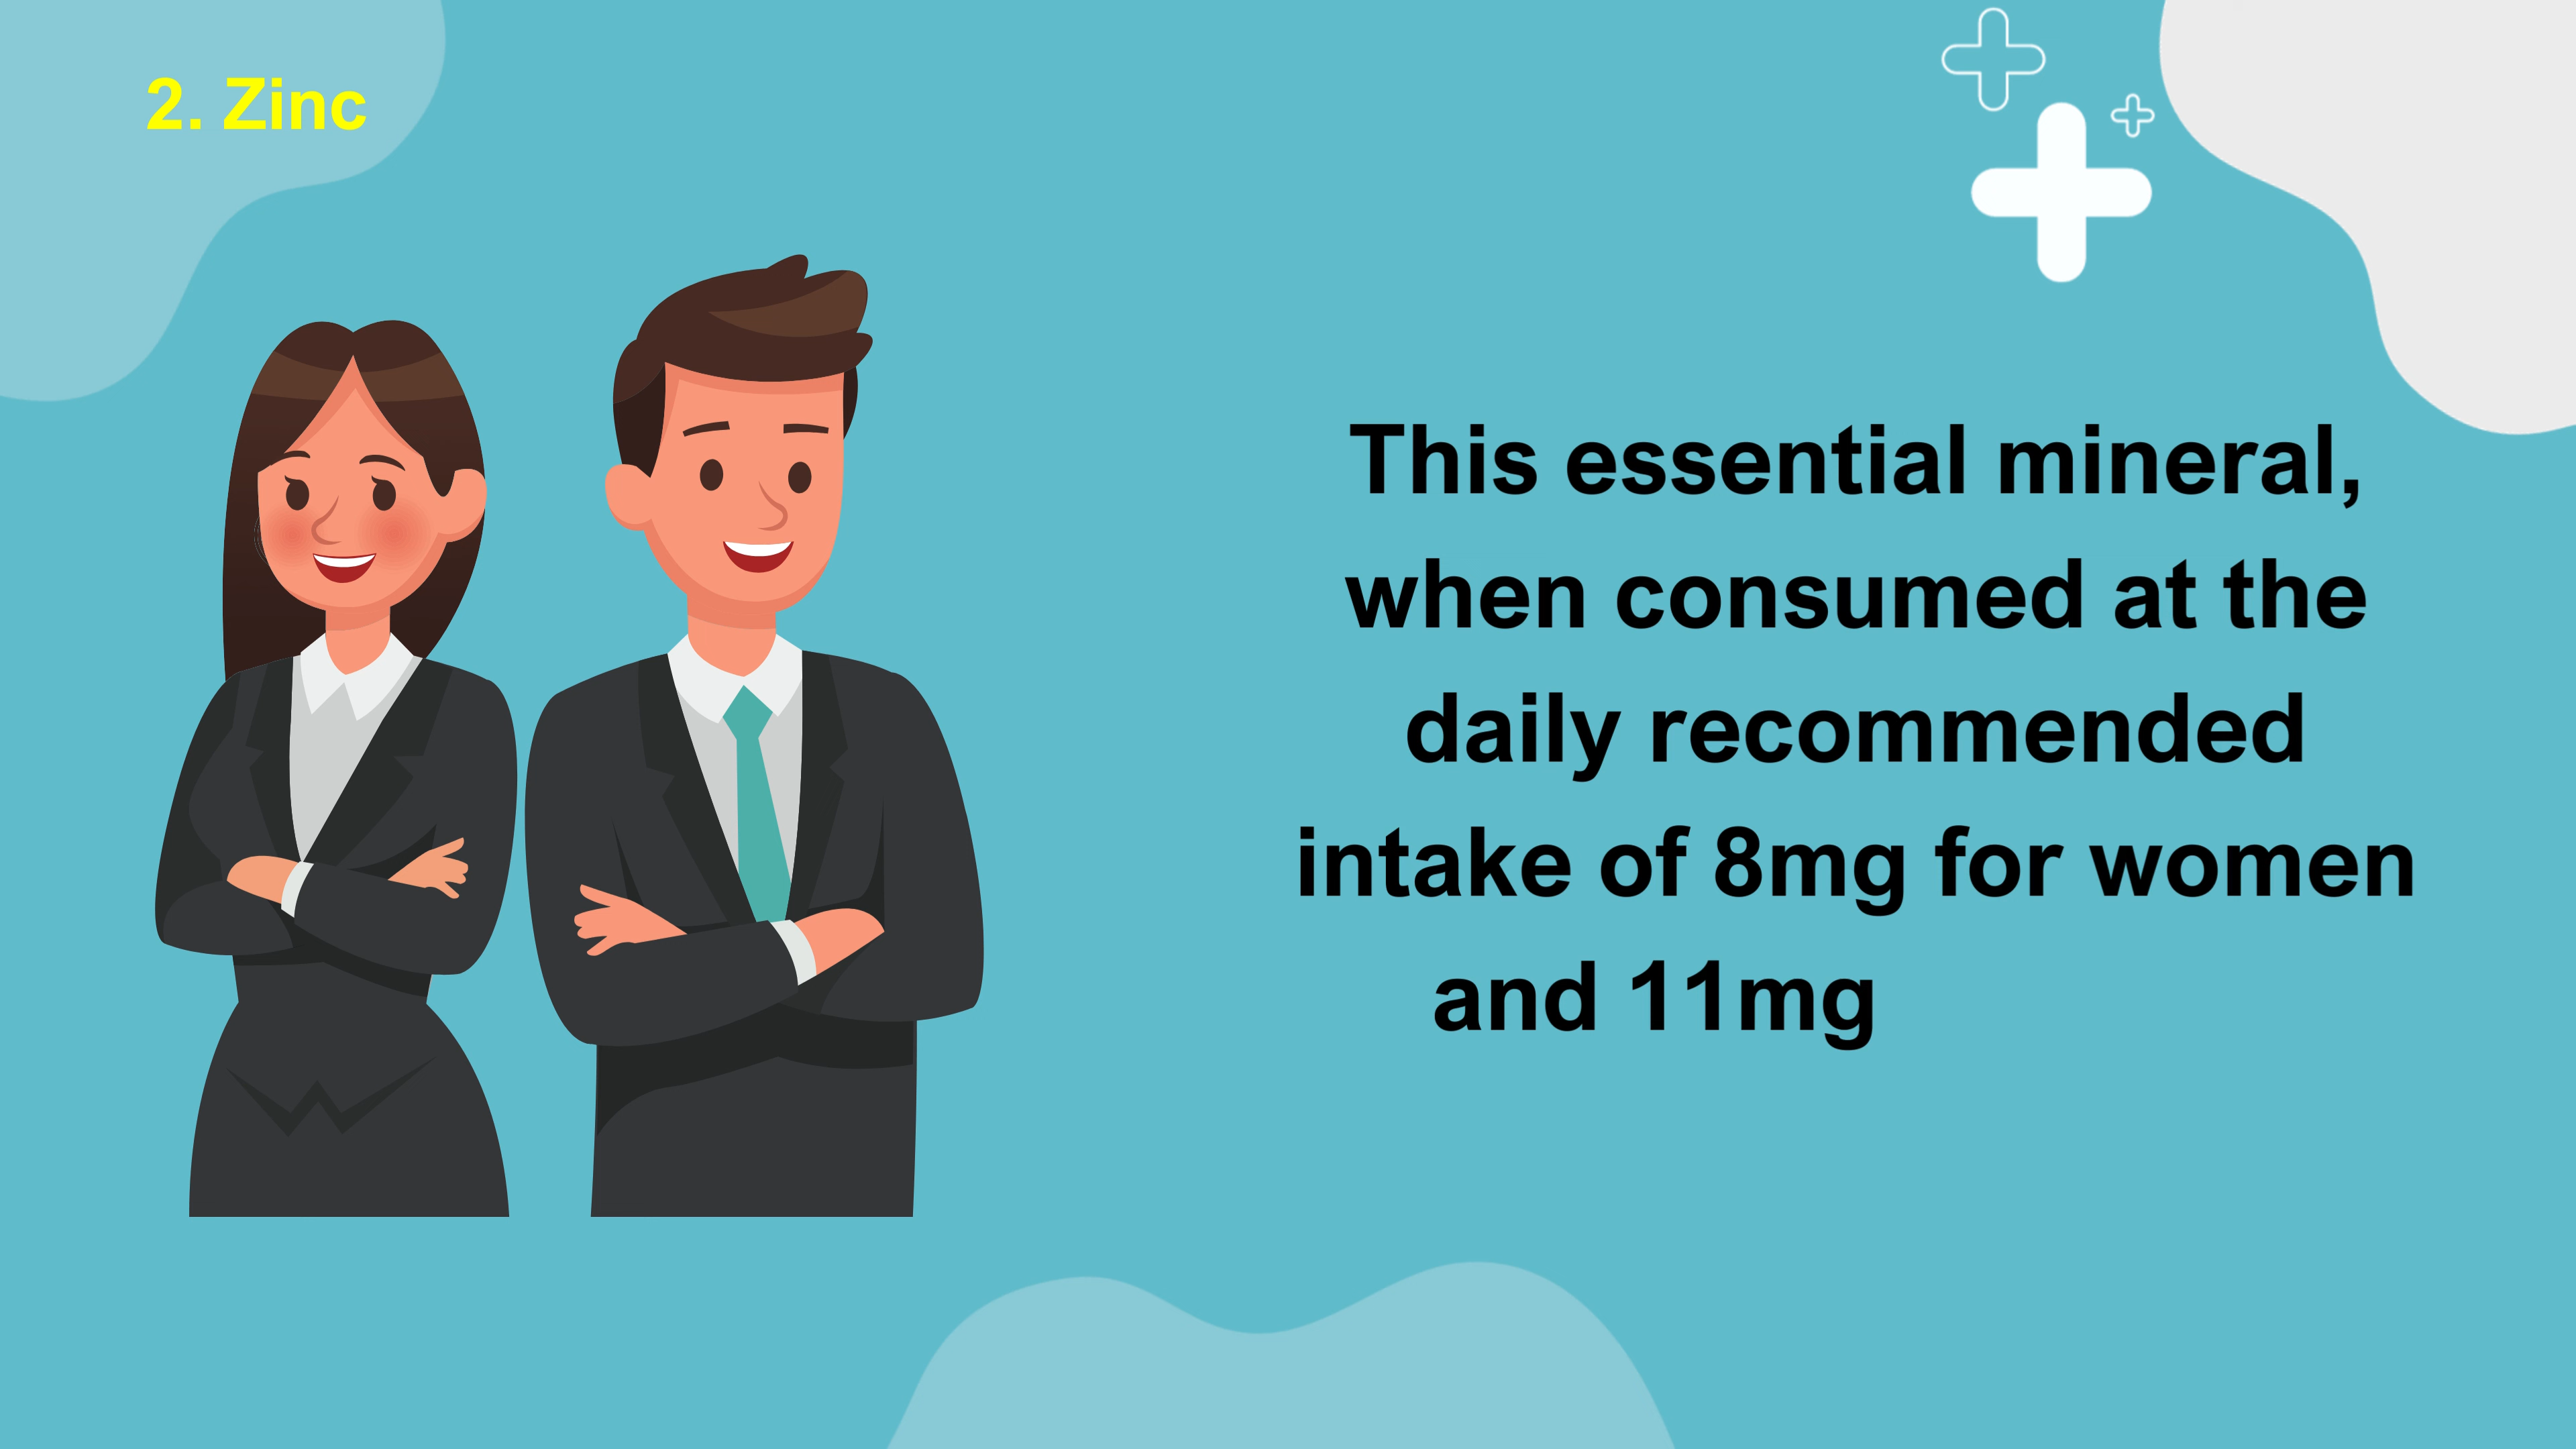 2. Zinc
This essential mineral,
when consumed at the
daily recommended
intake of 8mg for women
and 11mg